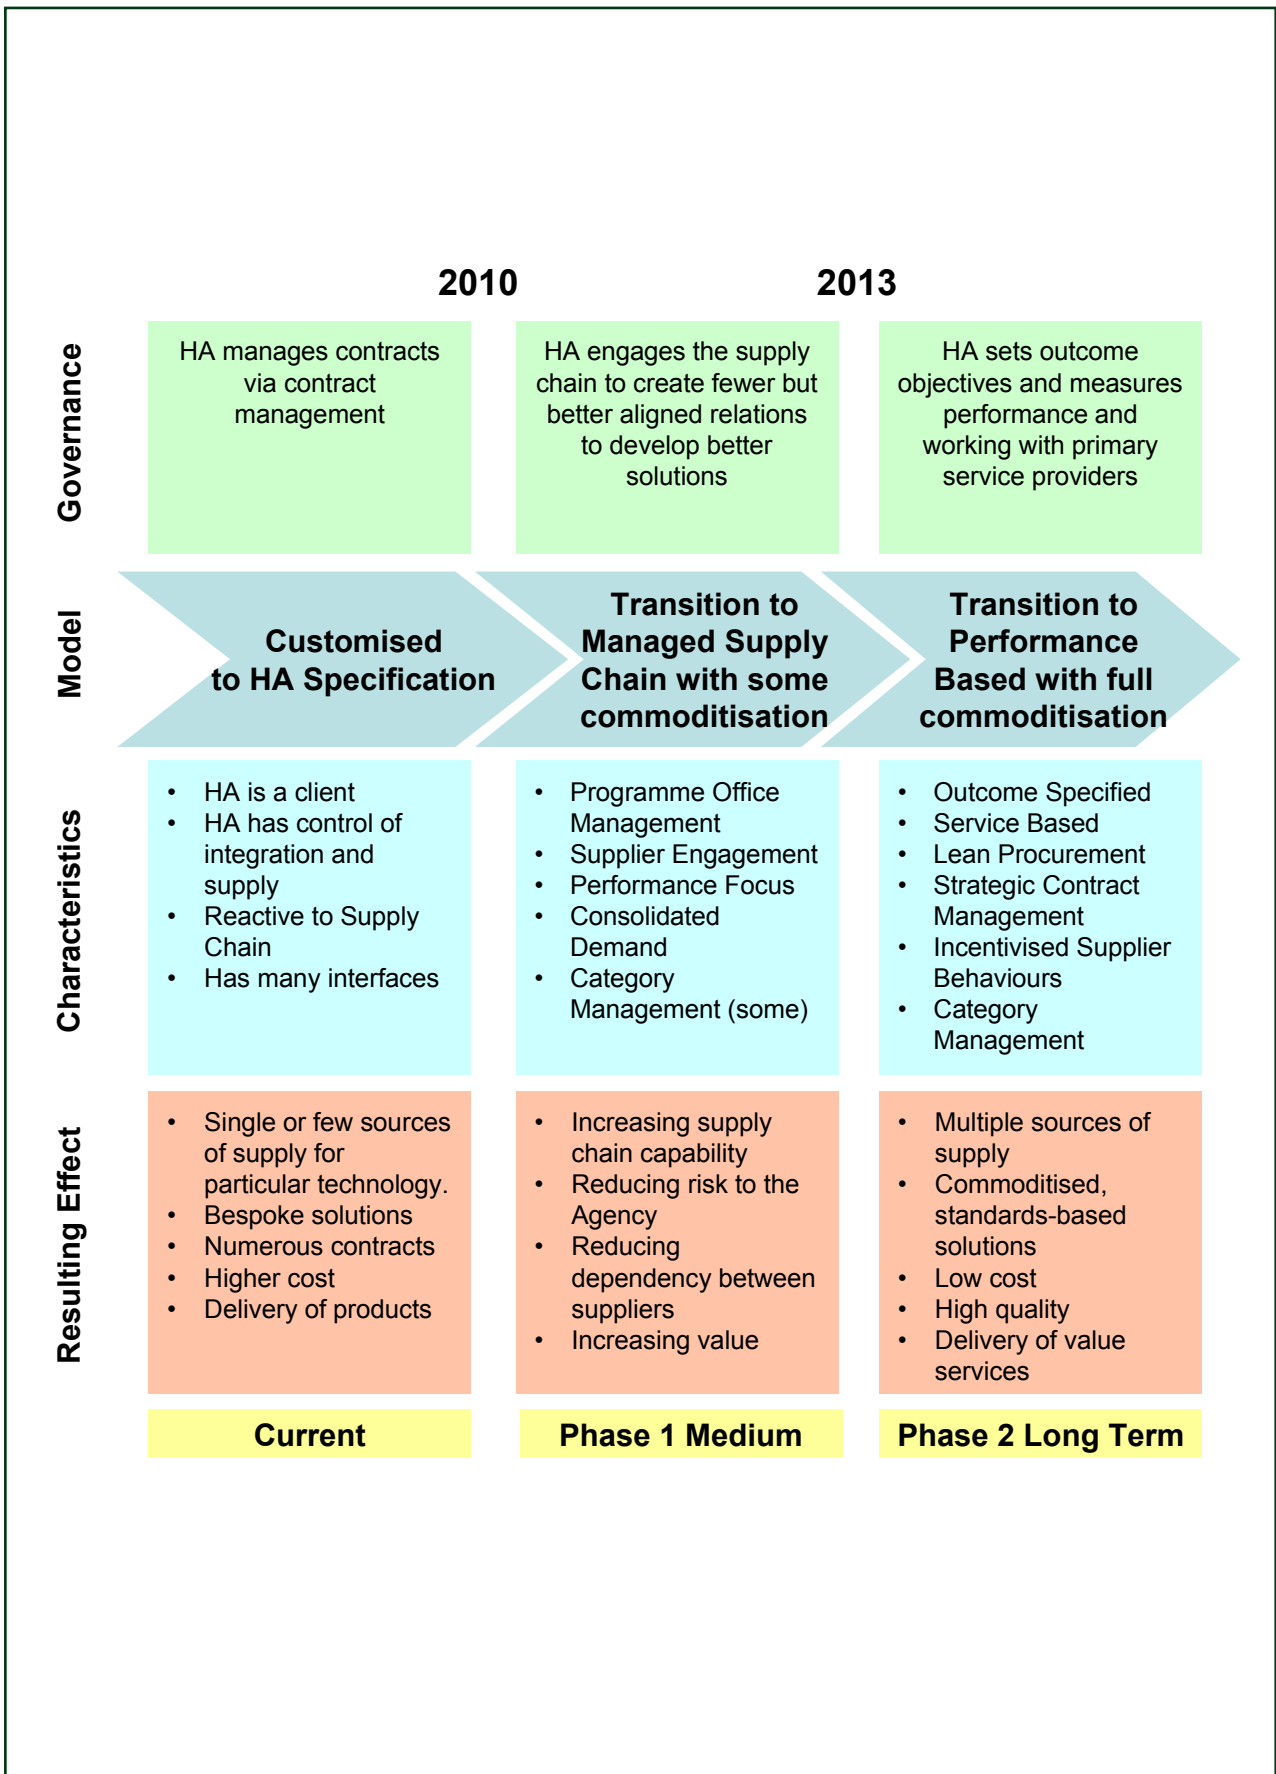 2010
2013
Governance
HA manages contracts
via contract
management
HA engages the supply
chain to create fewer but
better aligned relations
to develop better
solutions
HA sets outcome
objectives and measures
performance and
working with primary
service providers
Model
Customised
to HA Specification
Transition to
Managed Supply
Chain with some
commoditisation
Transition to
Performance
Based with full
commoditisation
Characteristics
• HA is a client
• HA has control of
integration and
supply
• Reactive to Supply
Chain
• Has many interfaces
• Programme Office
Management
• Supplier Engagement
• Performance Focus
• Consolidated
Demand
• Category
Management (some)
• Outcome Specified
• Service Based
• Lean Procurement
• Strategic Contract
Management
• Incentivised Supplier
Behaviours
• Category
Management
Resulting Effect
• Single or few sources
of supply for
particular technology.
• Bespoke solutions
• Numerous contracts
• Higher cost
• Delivery of products
• Increasing supply
chain capability
• Reducing risk to the
Agency
• Reducing
dependency between
suppliers
• Increasing value
• Multiple sources of
supply
• Commoditised,
standards-based
solutions
• Low cost
• High quality
• Delivery of value
services
Current
Phase 1 Medium
Phase 2 Long Term